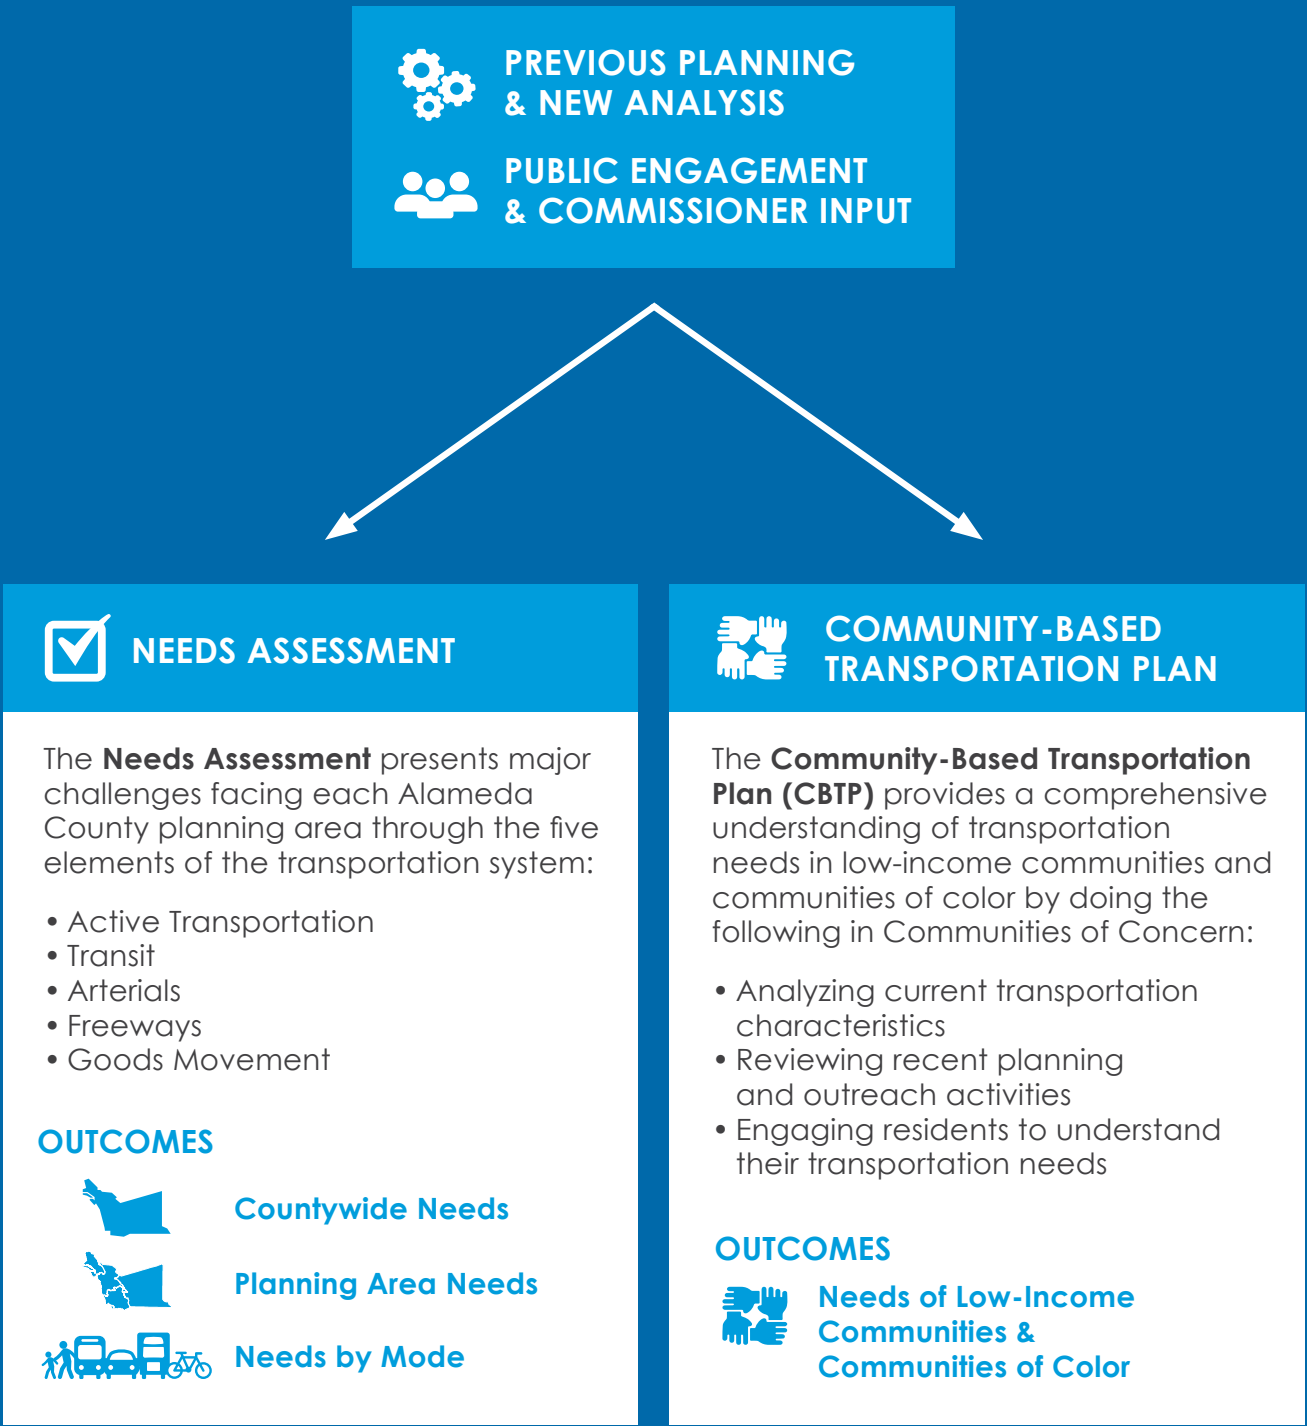 PREVIOUS PLANNING
& NEW ANALYSIS
PUBLIC ENGAGEMENT
& COMMISSIONER INPUT
NEEDS ASSESSMENT
The Needs Assessment presents major
challenges facing each Alameda
County planning area through the five
elements of the transportation system:
• Active Transportation
• Transit
• Arterials
• Freeways
• Goods Movement
OUTCOMES
Countywide Needs
Planning Area Needs
Needs by Mode
COMMUNITY-BASED
TRANSPORTATION PLAN
The Community-Based Transportation
Plan (CBTP) provides a comprehensive
understanding of transportation
needs in low-income communities and
communities of color by doing the
following in Communities of Concern:
• Analyzing current transportation
characteristics
• Reviewing recent planning
and outreach activities
• Engaging residents to understand
their transportation needs
OUTCOMES
Needs of Low-Income
Communities &
Communities of Color